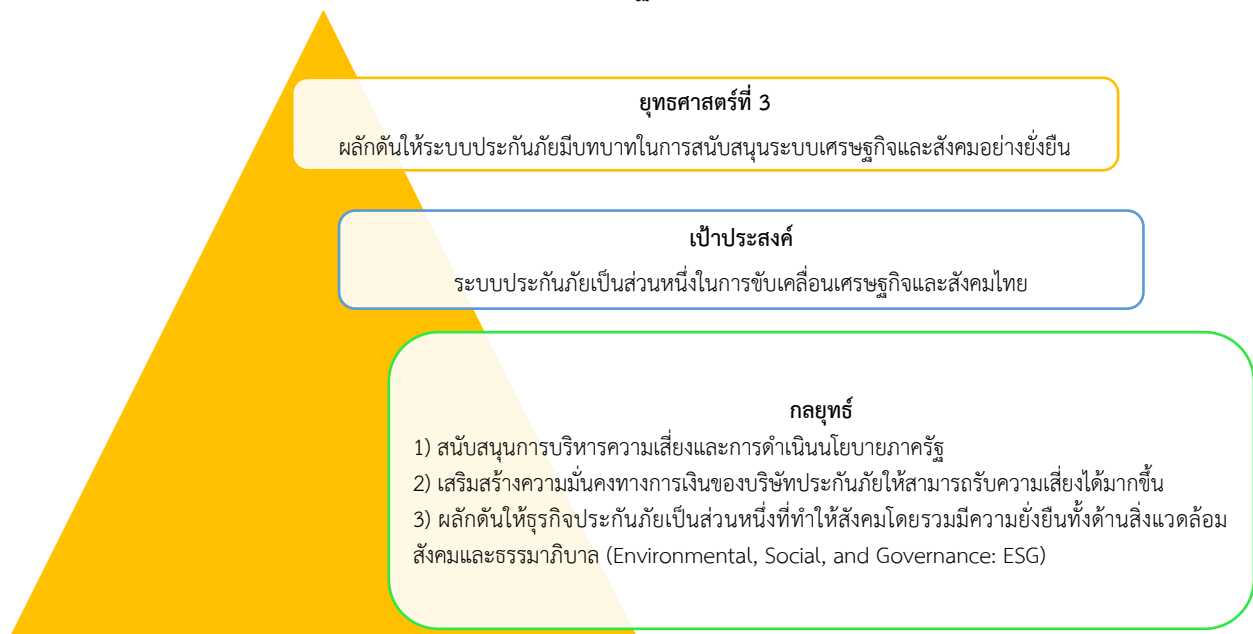 ยุทธศาสตร์ที่ 3
ผลักดันให้ระบบประกันภัยมีบทบาทในการสนับสนุนระบบเศรษฐกิจและสังคมอย่างยั่งยืน
เป้าประสงค์
ระบบประกันภัยเป็นส่วนหนึ่งในการขับเคลื่อนเศรษฐกิจและสังคมไทย
กลยุทธ์
1) สนับสนุนการบริหารความเสี่ยงและการดำเนินนโยบายภาครัฐ
2) เสริมสร้างความมั่นคงทางการเงินของบริษัทประกันภัยให้สามารถรับความเสี่ยงได้มากขึ้น
3) ผลักดันให้ธุรกิจประกันภัยเป็นส่วนหนึ่งที่ทำให้สังคมโดยรวมมีความยั่งยืนทั้งด้านสิ่งแวดล้อม
สังคมและธรรมาภิบาล (Environmental, Social, and Governance: ESG)